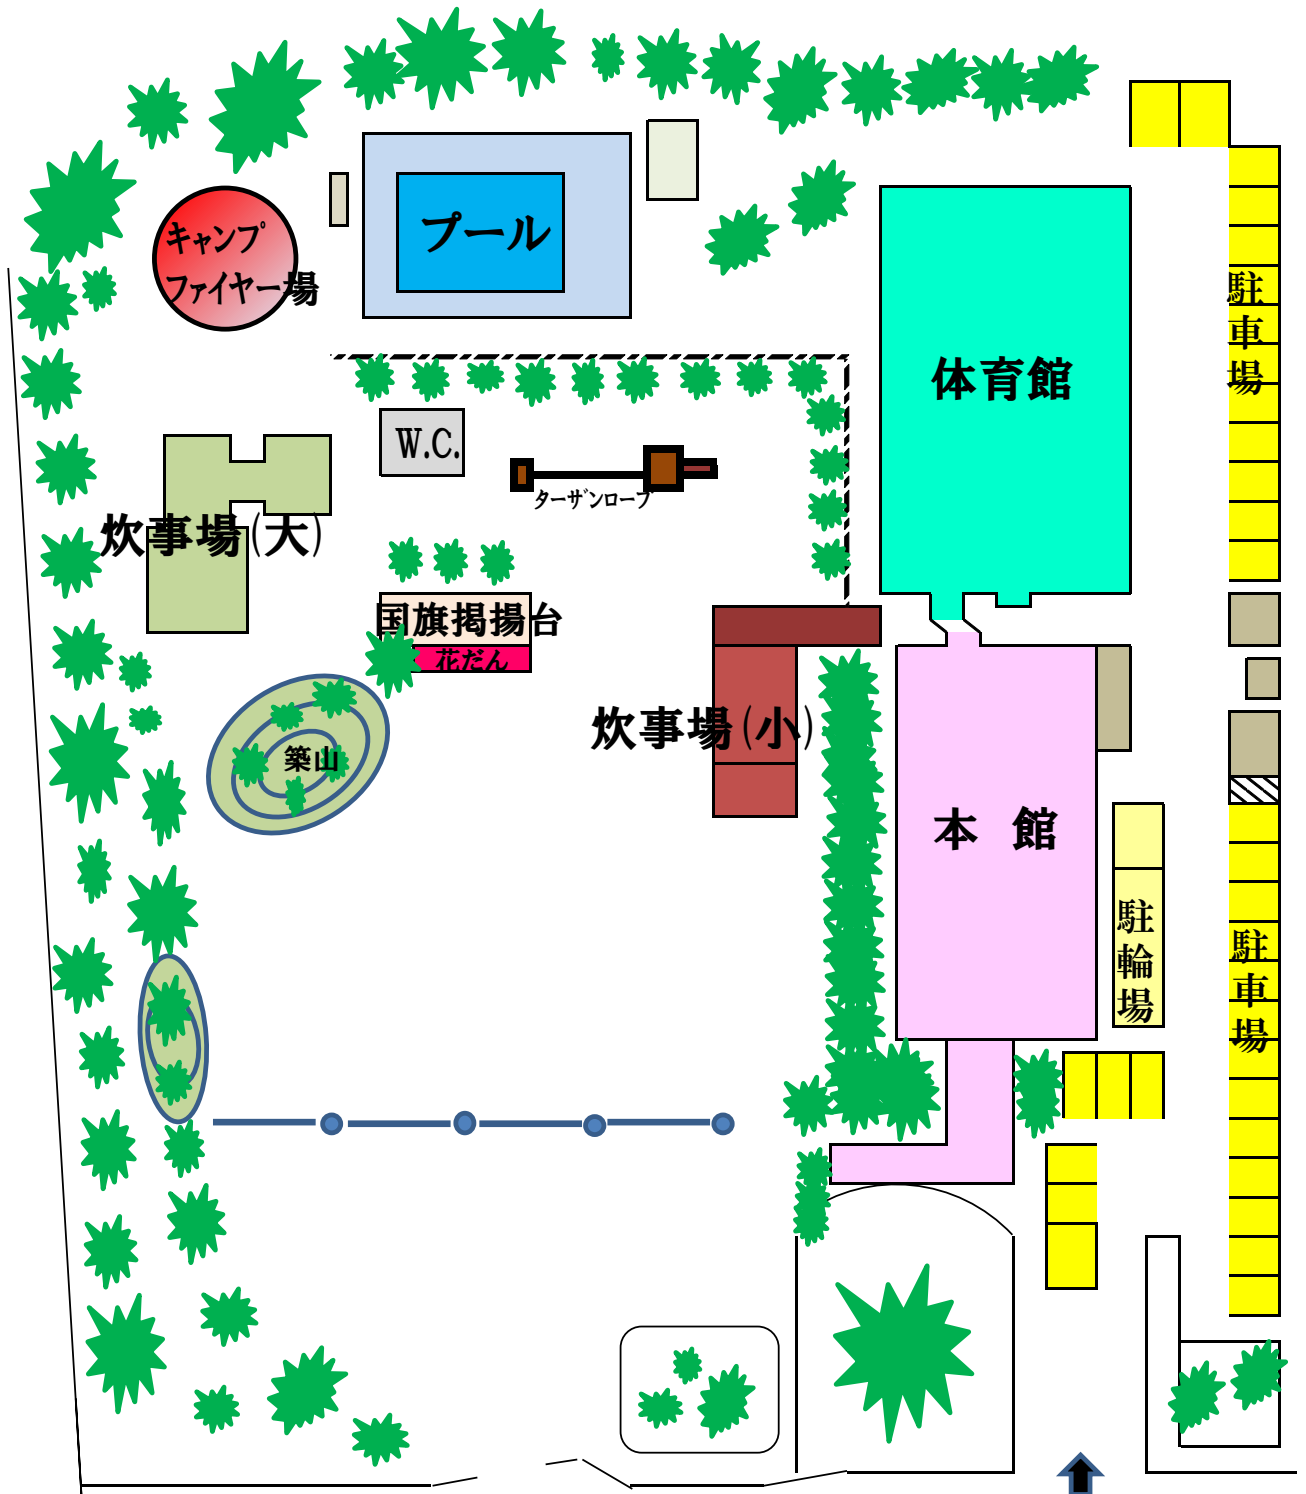 プール
キャンプ
ファイヤー場
駐車場
体育館
W.C.
ターザンロープ
炊事場(大)
国旗掲揚台
花だん
炊事場(小)
築山
本 館
駐輪場
駐車場